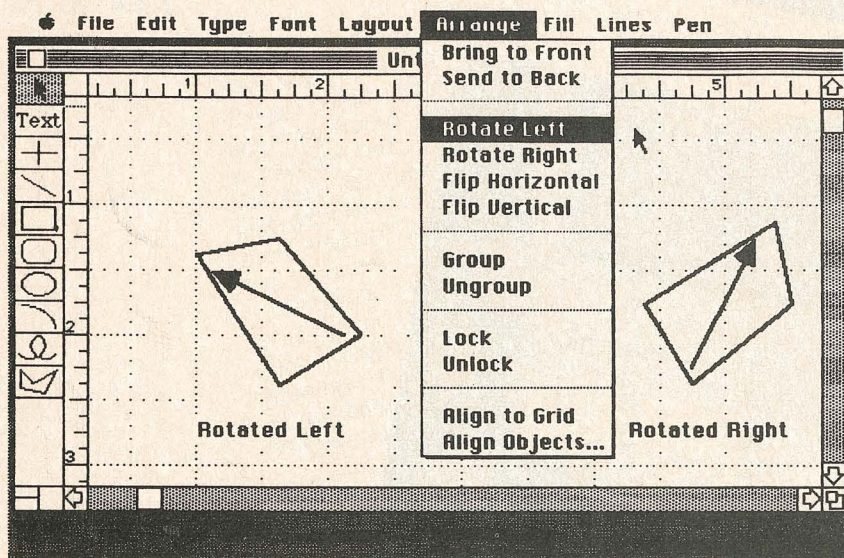 File Edit Type Font Layout Arrange Fill Lines Pen
Unt
Bring to Front
Send to Back
1 2 5
Text
Rotate Left
Rotate Right
Flip Horizontal
Flip Vertical
1
Group
Ungroup
2
Lock
Unlock
Rotated Left
Align to Grid
Align Objects...
Rotated Right
3